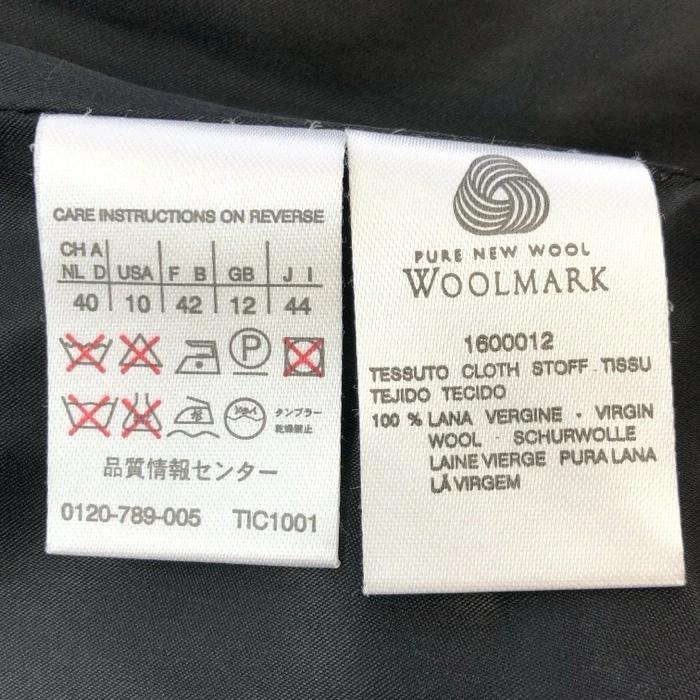 CARE INSTRUCTIONS ON REVERSE
CH A
NL D USA F B GB J I
40 10 42 12 44
P
タンブラー
乾燥禁止
品質情報センター
0120-789-005 TIC1001
PURE NEW WOOL
WOOLMARK
1600012
TESSUTO CLOTH STOFF TISSU
TEJIDO TECIDO
100 % LANA VERGINE · VIRGIN
WOOL · SCHURWOLLE
LAINE VIERGE PURA LANA
LÃ VIRGEM